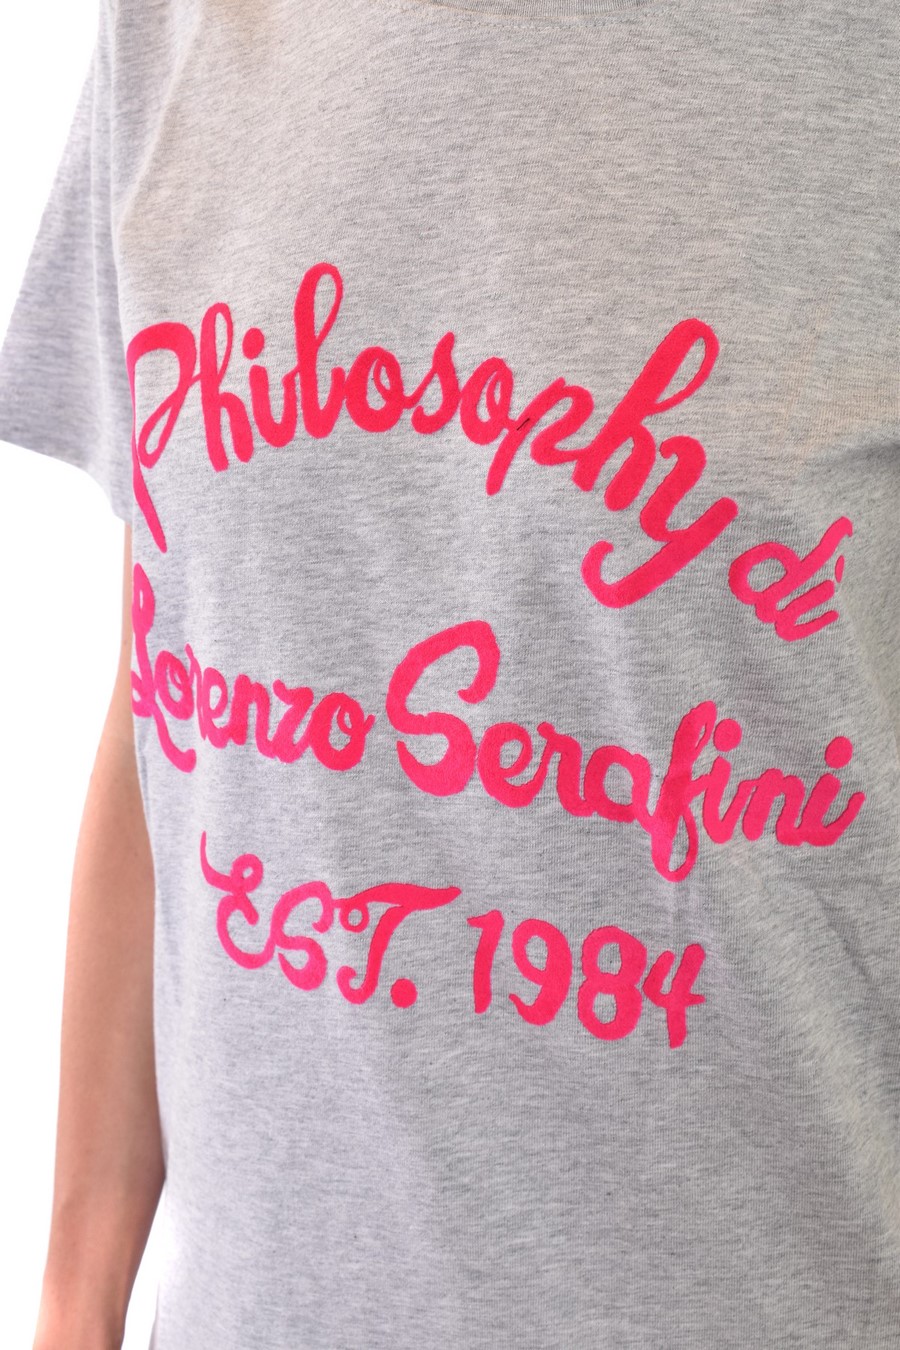 Philosophy di
Lorenzo Serafini
EST. 1984